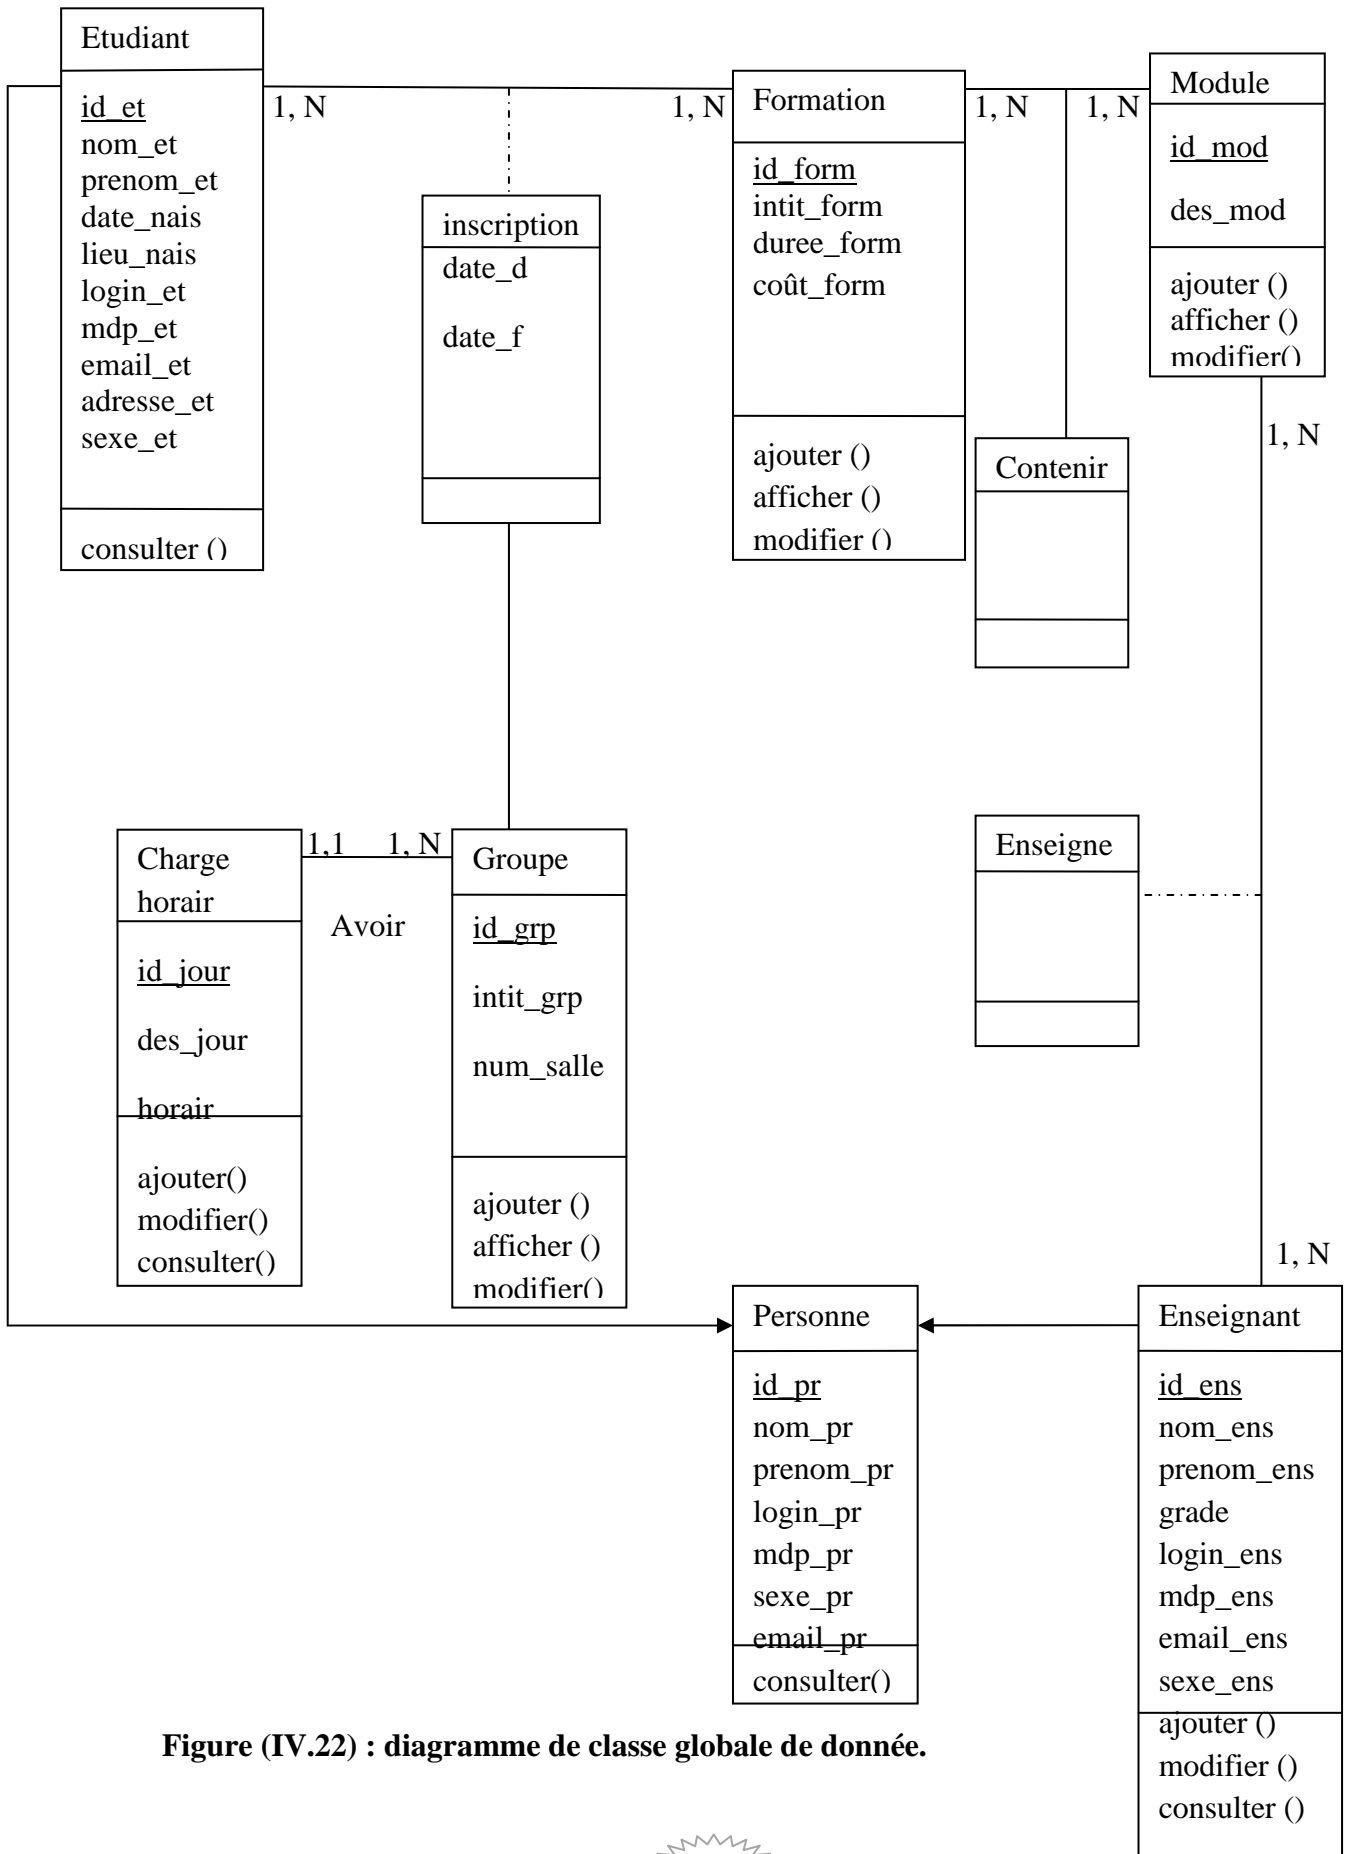 Etudiant
id_et
nom_et
prenom_et
date_nais
lieu_nais
login_et
mdp_et
email_et
adresse_et
sexe_et
consulter ()
1, N
1, N
inscription
date_d
date_f
Formation
id_form
intit_form
duree_form
coût_form
ajouter ()
afficher ()
modifier ()
1, N
1, N
Module
id_mod
des_mod
ajouter ()
afficher ()
modifier()
1, N
Contenir
Charge
horair
id_jour
des_jour
horair
ajouter()
modifier()
consulter()
1,1
1, N
Avoir
Groupe
id_grp
intit_grp
num_salle
ajouter ()
afficher ()
modifier()
Enseigne
1, N
Personne
id_pr
nom_pr
prenom_pr
login_pr
mdp_pr
sexe_pr
email_pr
consulter()
Enseignant
id_ens
nom_ens
prenom_ens
grade
login_ens
mdp_ens
email_ens
sexe_ens
ajouter ()
modifier ()
consulter ()
Figure (IV.22) : diagramme de classe globale de donnée.